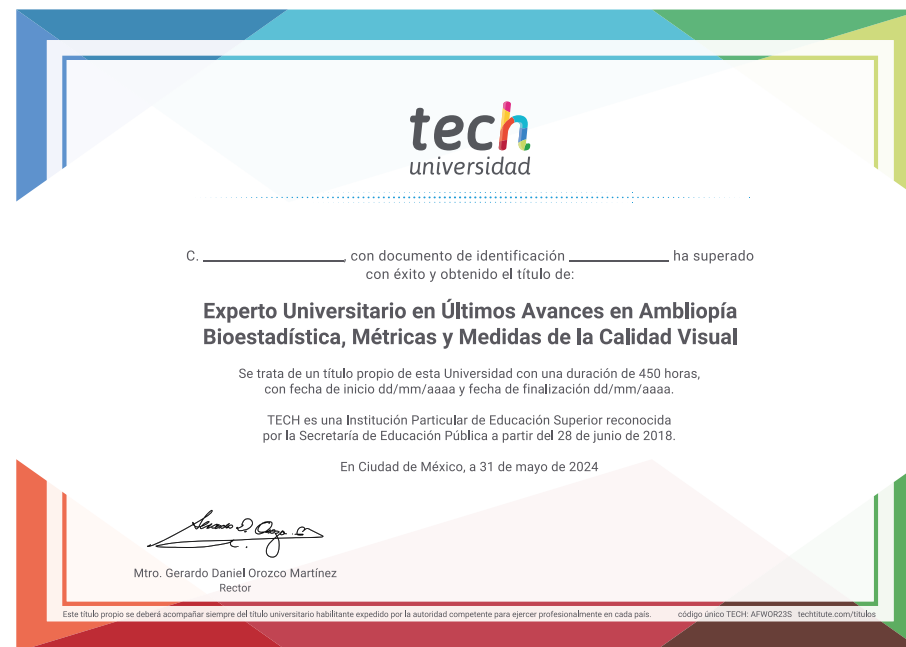 tech
universidad
C. ____________, con documento de identificación ____________ ha superado
con éxito y obtenido el título de:
Experto Universitario en Últimos Avances en Ambliopía
Bioestadística, Métricas y Medidas de la Calidad Visual
Se trata de un título propio de esta Universidad con una duración de 450 horas,
con fecha de inicio dd/mm/aaaa y fecha de finalización dd/mm/aaaa.
TECH es una Institución Particular de Educación Superior reconocida
por la Secretaría de Educación Pública a partir del 28 de junio de 2018.
En Ciudad de México, a 31 de mayo de 2024
Mtro. Gerardo Daniel Orozco Martínez
Rector
Este título propio se deberá acompañar siempre del título universitario habilitante expedido por la autoridad competente para ejercer profesionalmente en cada país. código único TECH: AFWOR23S techtitute.com/titulos